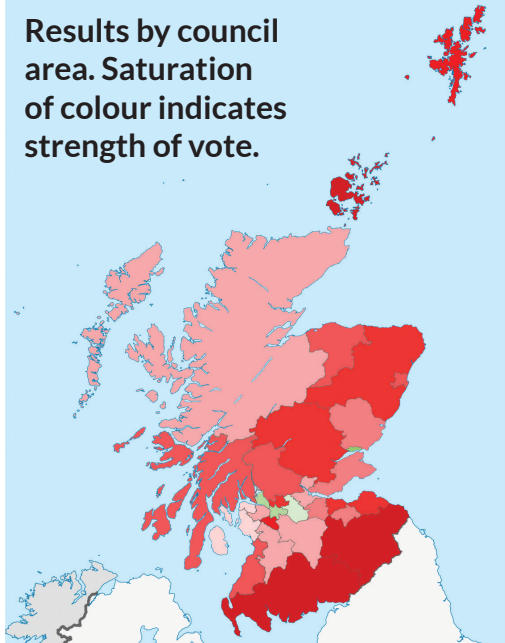 Results by council
area. Saturation
of colour indicates
strength of vote.